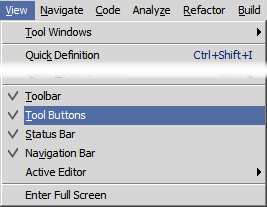 View Navigate Code Analyze Refactor Build
Tool Windows
Quick Definition Ctrl+Shift+I
Toolbar
Tool Buttons
Status Bar
Navigation Bar
Active Editor
Enter Full Screen